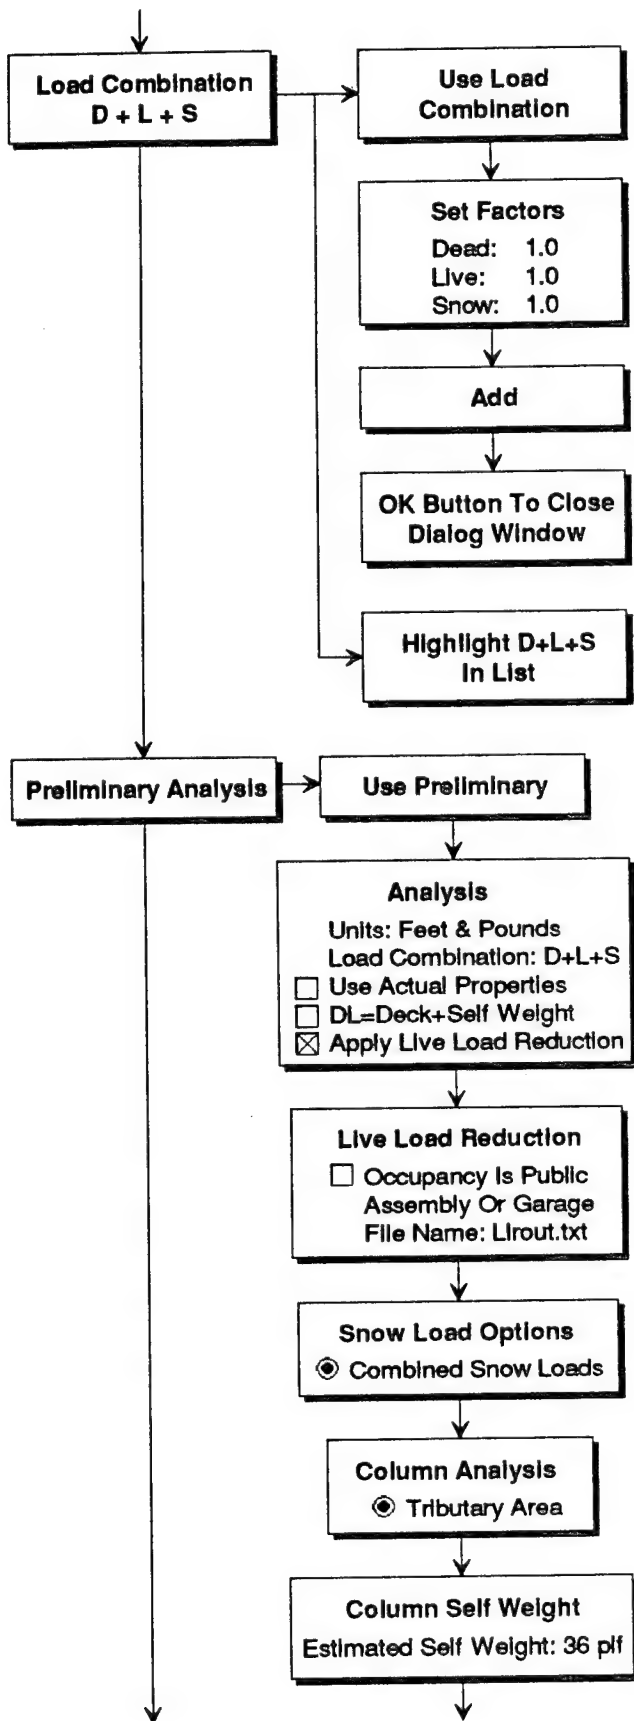 Load Combination
D + L + S
Use Load
Combination
Set Factors
Dead: 1.0
Live: 1.0
Snow: 1.0
Add
OK Button To Close
Dialog Window
Highlight D+L+S
In List
Preliminary Analysis
Use Preliminary
Analysis
Units: Feet & Pounds
Load Combination: D+L+S
Use Actual Properties
DL=Deck+Self Weight
Apply Live Load Reduction
Live Load Reduction
Occupancy Is Public
Assembly Or Garage
File Name: Llrout.txt
Snow Load Options
Combined Snow Loads
Column Analysis
Tributary Area
Column Self Weight
Estimated Self Weight: 36 plf